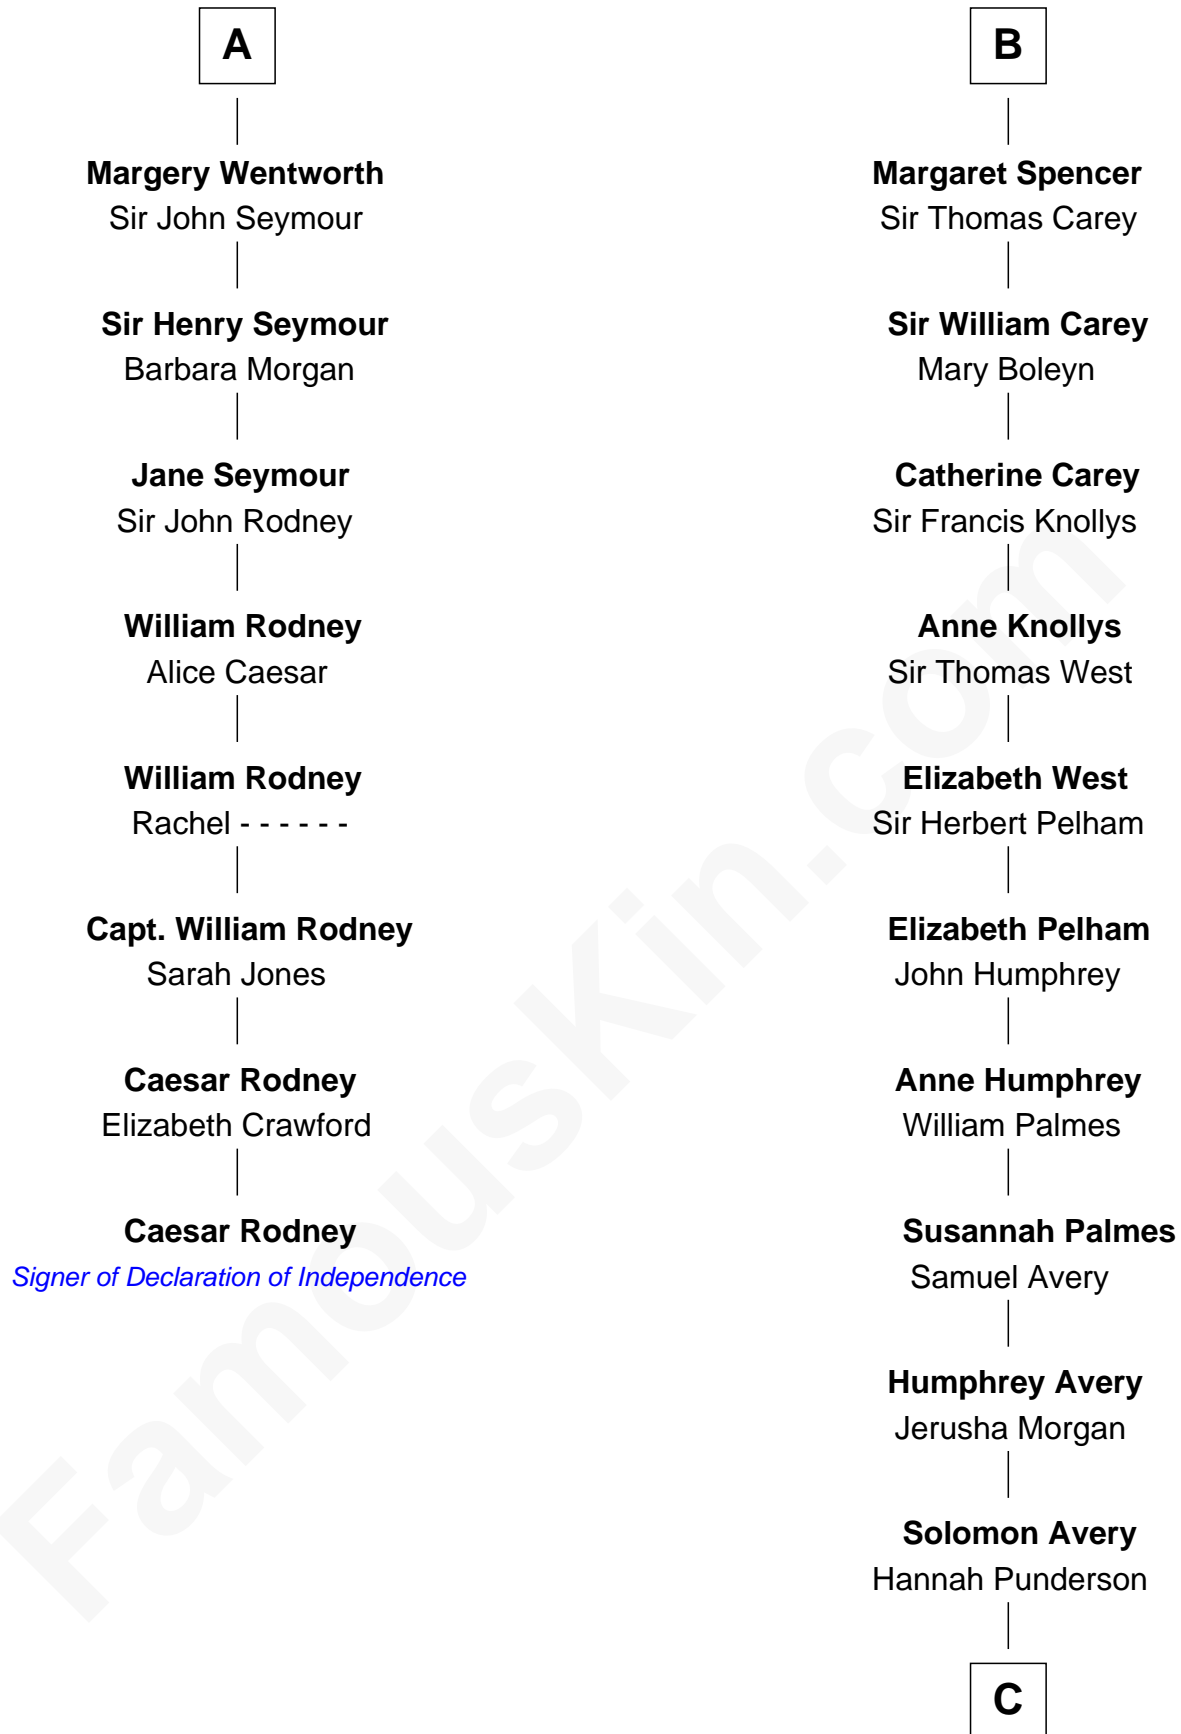 A
Margery Wentworth
Sir John Seymour
Sir Henry Seymour
Barbara Morgan
Jane Seymour
Sir John Rodney
William Rodney
Alice Caesar
William Rodney
Rachel - - - - - -
Capt. William Rodney
Sarah Jones
Caesar Rodney
Elizabeth Crawford
Caesar Rodney
Signer of Declaration of Independence
B
Margaret Spencer
Sir Thomas Carey
Sir William Carey
Mary Boleyn
Catherine Carey
Sir Francis Knollys
Anne Knollys
Sir Thomas West
Elizabeth West
Sir Herbert Pelham
Elizabeth Pelham
John Humphrey
Anne Humphrey
William Palmes
Susannah Palmes
Samuel Avery
Humphrey Avery
Jerusha Morgan
Solomon Avery
Hannah Punderson
C
FamousKin.com